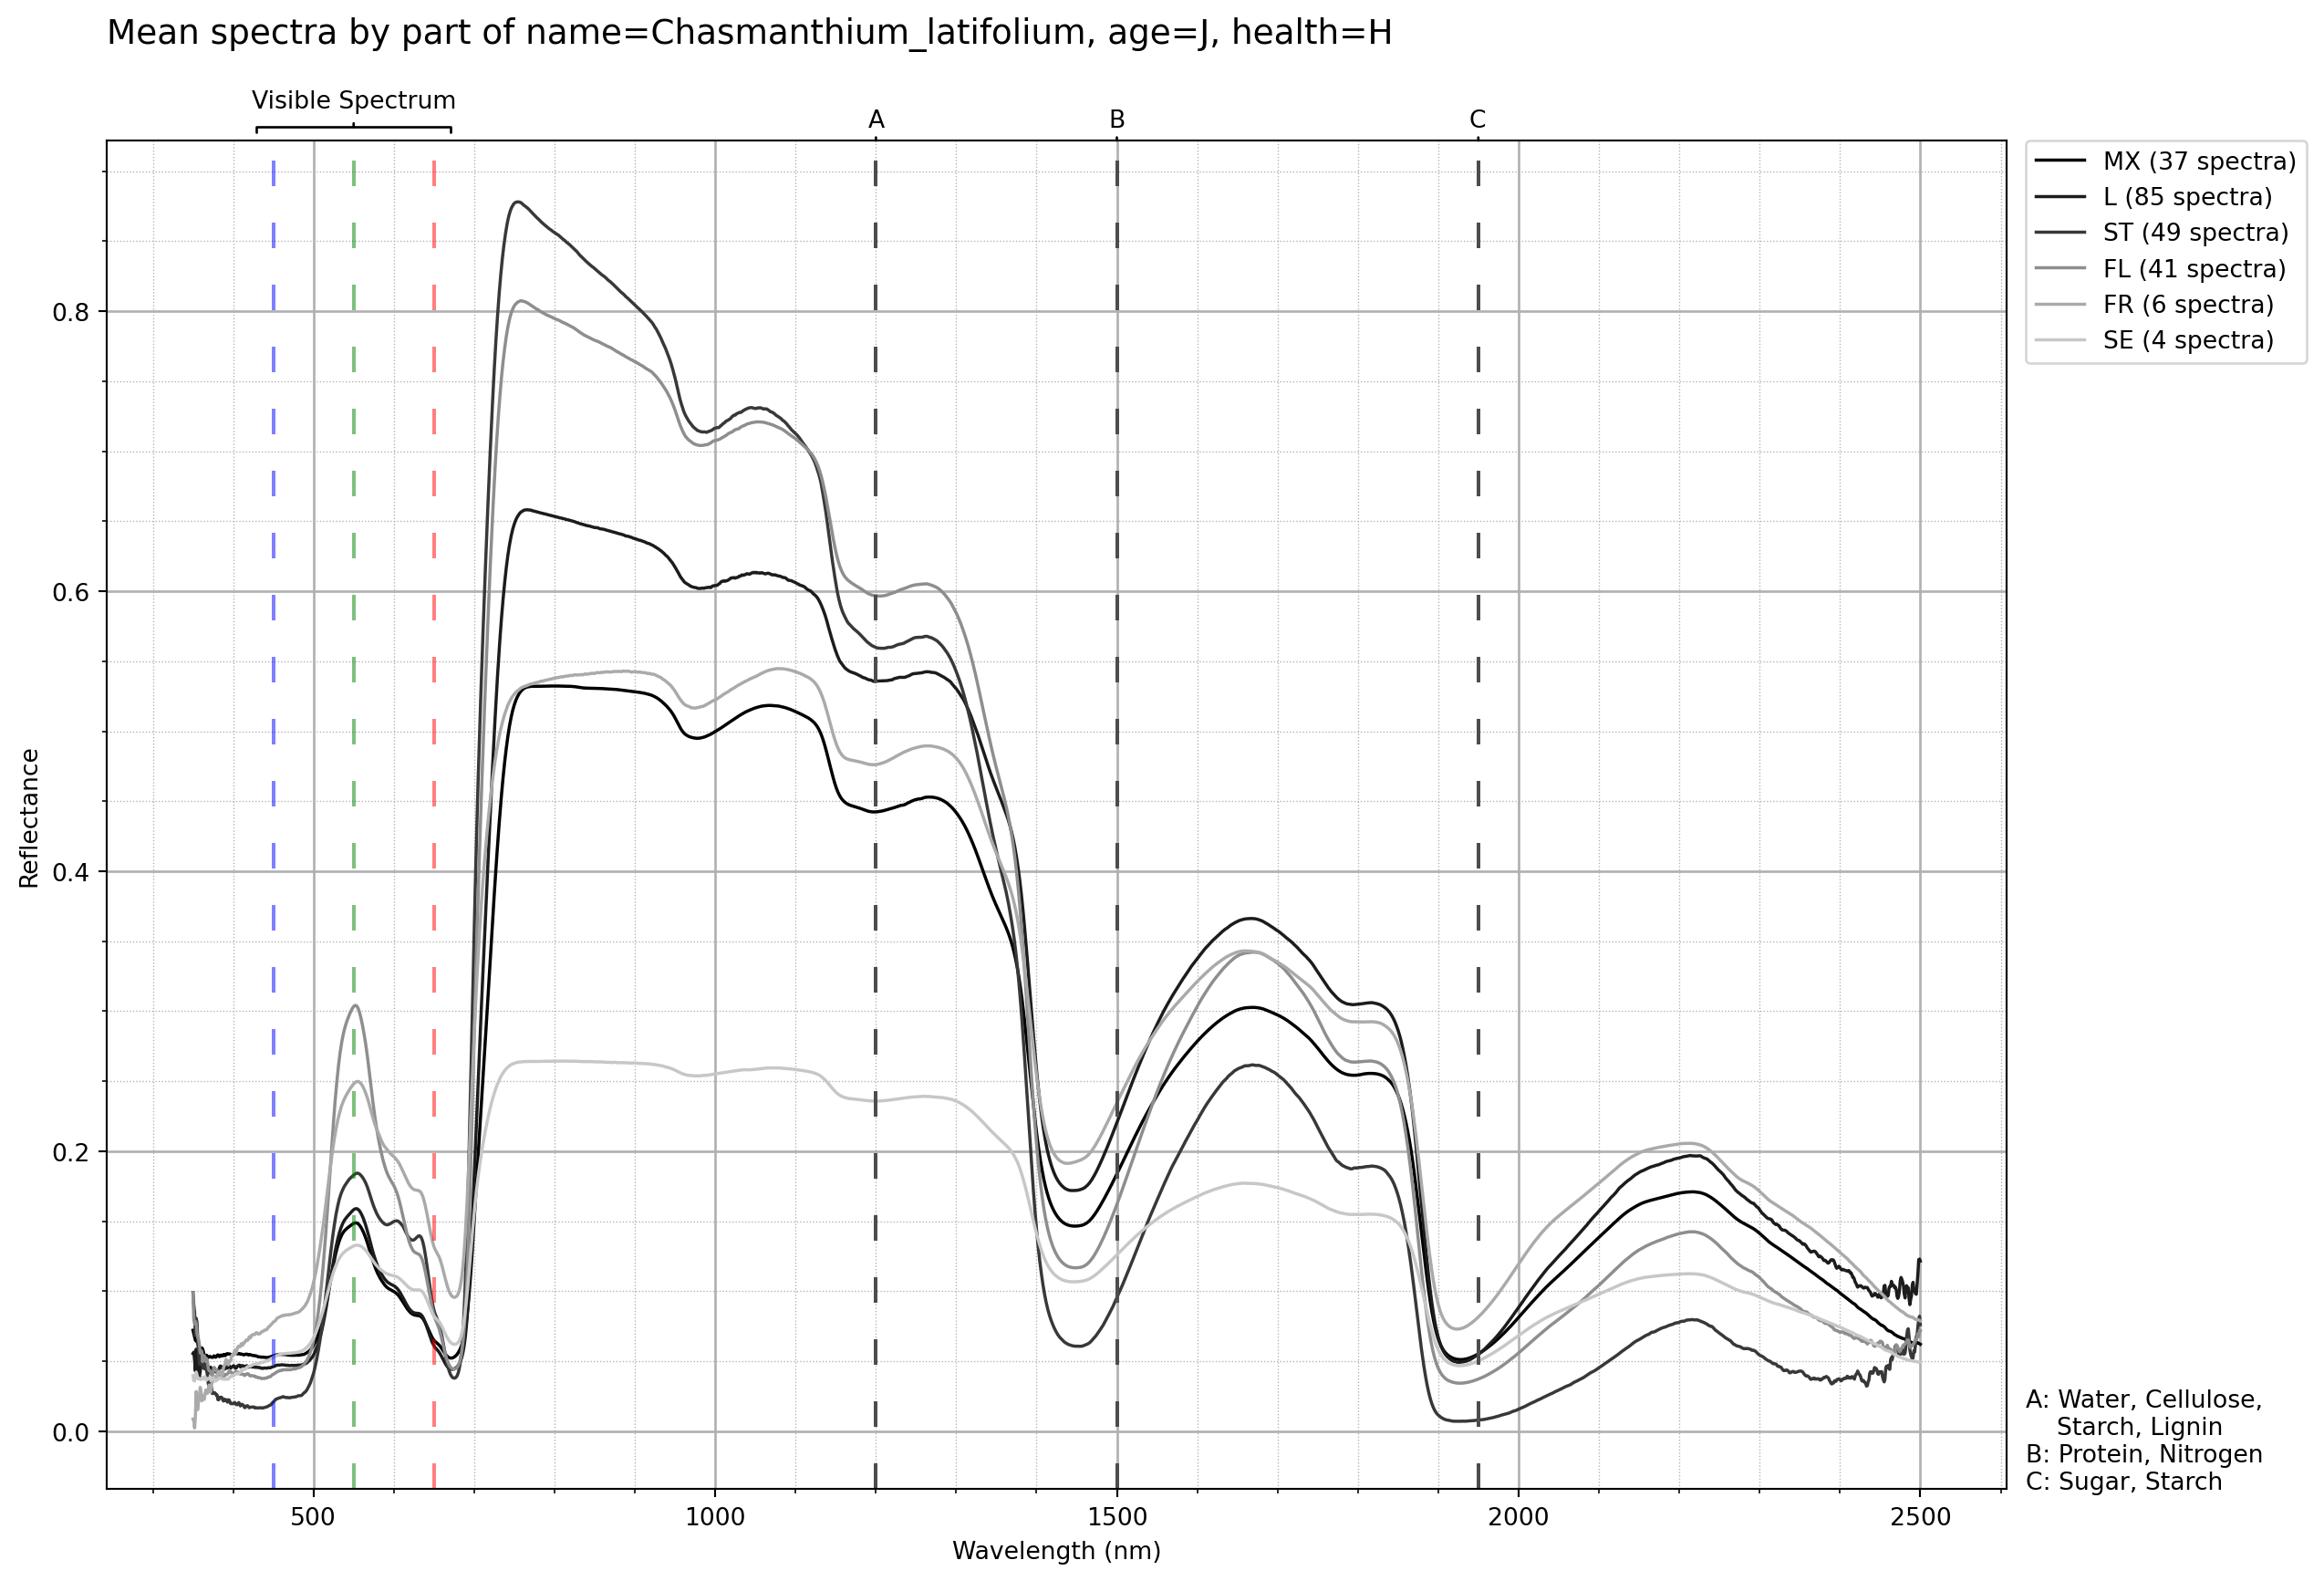 Mean spectra by part of name=Chasmanthium_latifolium, age=J, health=H
Visible Spectrum
A
B
C
MX (37 spectra)
L (85 spectra)
ST (49 spectra)
FL (41 spectra)
FR (6 spectra)
SE (4 spectra)
0.8
0.6
0.4
0.2
0.0
Reflectance
500
1000
1500
2000
2500
Wavelength (nm)
A: Water, Cellulose,
Starch, Lignin
B: Protein, Nitrogen
C: Sugar, Starch